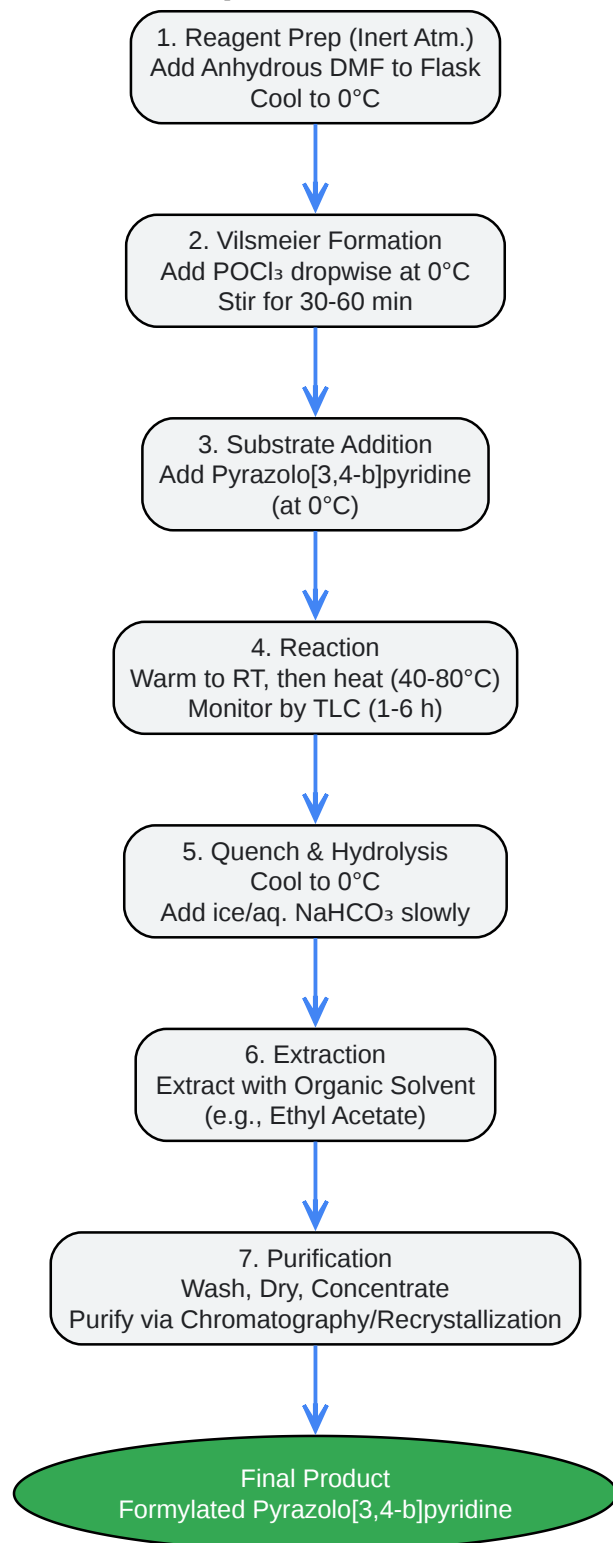 1. Reagent Prep (Inert Atm.)
Add Anhydrous DMF to Flask
Cool to 0°C
2. Vilsmeier Formation
Add POCl₃ dropwise at 0°C
Stir for 30-60 min
3. Substrate Addition
Add Pyrazolo[3,4-b]pyridine
(at 0°C)
4. Reaction
Warm to RT, then heat (40-80°C)
Monitor by TLC (1-6 h)
5. Quench & Hydrolysis
Cool to 0°C
Add ice/aq. NaHCO₃ slowly
6. Extraction
Extract with Organic Solvent
(e.g., Ethyl Acetate)
7. Purification
Wash, Dry, Concentrate
Purify via Chromatography/Recrystallization
Final Product
Formylated Pyrazolo[3,4-b]pyridine